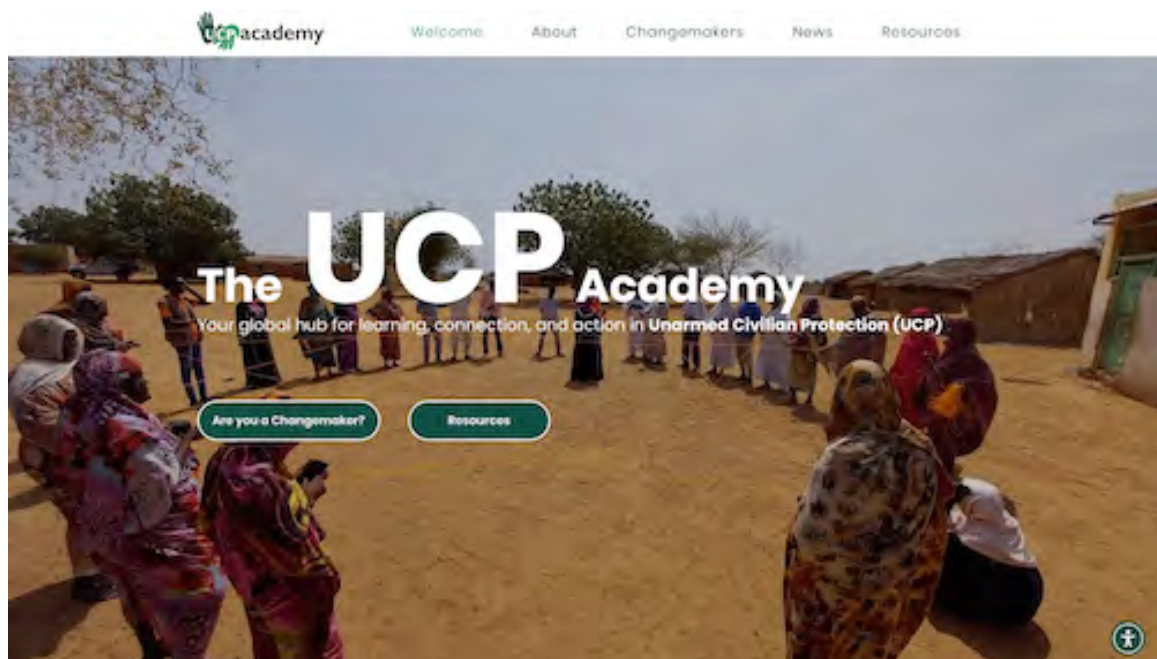 ucpacademy
Welcome About Changemakers News Resources
The UCP Academy
Your global hub for learning, connection, and action in Unarmed Civilian Protection (UCP)
Are you a Changemaker? Resources